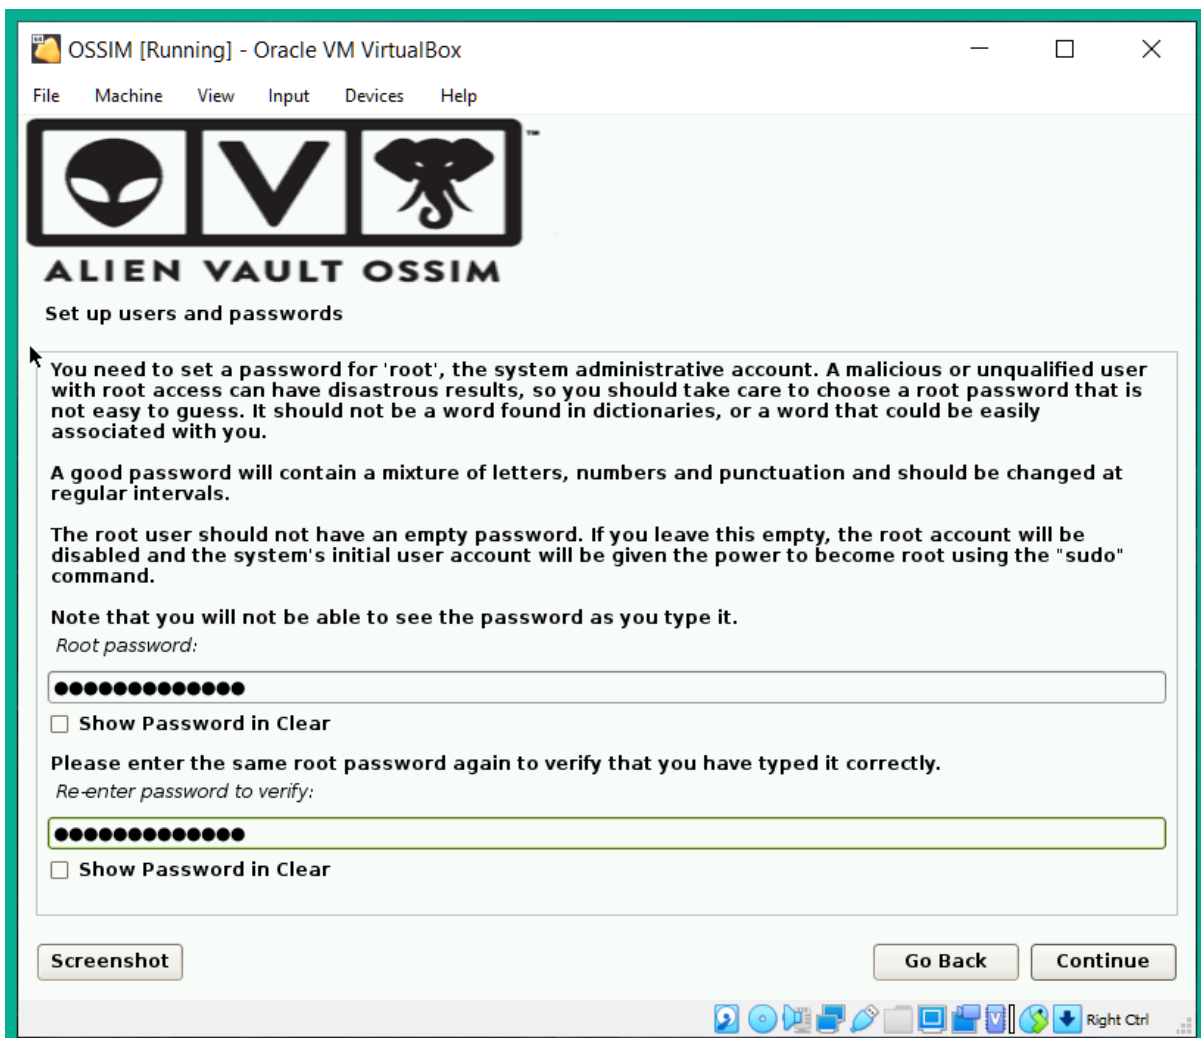 OSSIM [Running] - Oracle VM VirtualBox
File Machine View Input Devices Help
V
™
ALIEN VAULT OSSIM
Set up users and passwords
You need to set a password for 'root', the system administrative account. A malicious or unqualified user
with root access can have disastrous results, so you should take care to choose a root password that is
not easy to guess. It should not be a word found in dictionaries, or a word that could be easily
associated with you.
A good password will contain a mixture of letters, numbers and punctuation and should be changed at
regular intervals.
The root user should not have an empty password. If you leave this empty, the root account will be
disabled and the system's initial user account will be given the power to become root using the "sudo"
command.
Note that you will not be able to see the password as you type it.
Root password:
●●●●●●●●●●●●●
Show Password in Clear
Please enter the same root password again to verify that you have typed it correctly.
Re-enter password to verify:
●●●●●●●●●●●●●
Show Password in Clear
Screenshot Go Back Continue
Right Ctrl